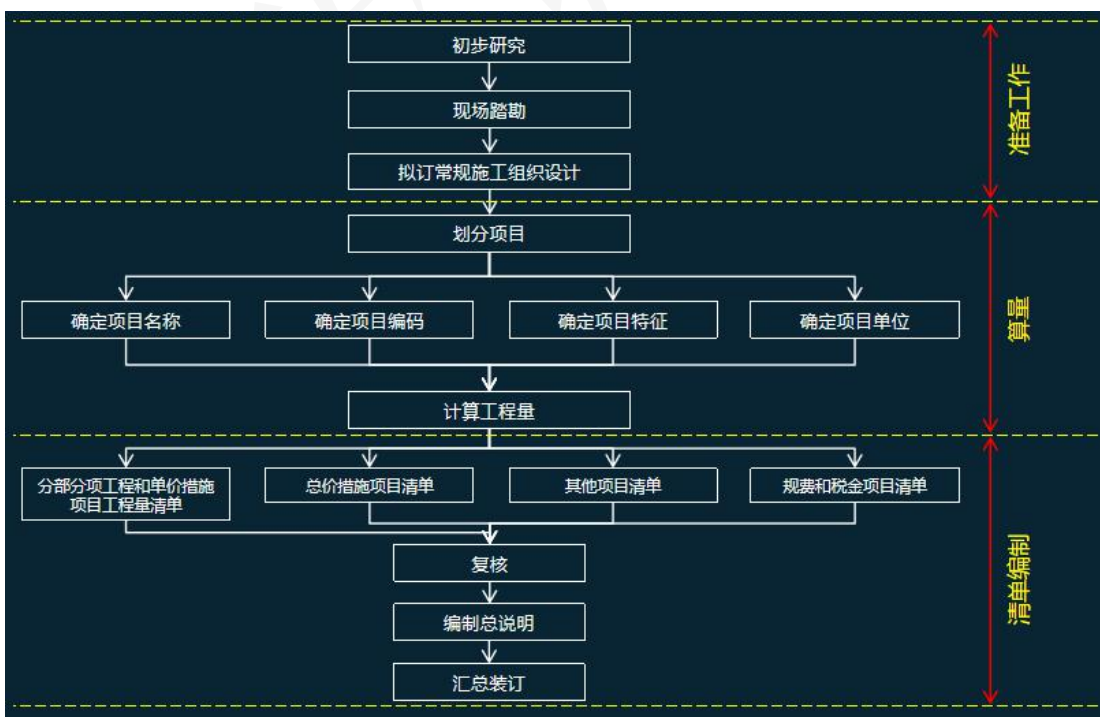 初步研究
现场踏勘
拟订常规施工组织设计
准备工作
划分项目
确定项目名称
确定项目编码
确定项目特征
确定项目单位
计算工程量
算量
分部分项工程和单价措施
项目工程量清单
总价措施项目清单
其他项目清单
规费和税金项目清单
复核
编制总说明
汇总装订
清单编制